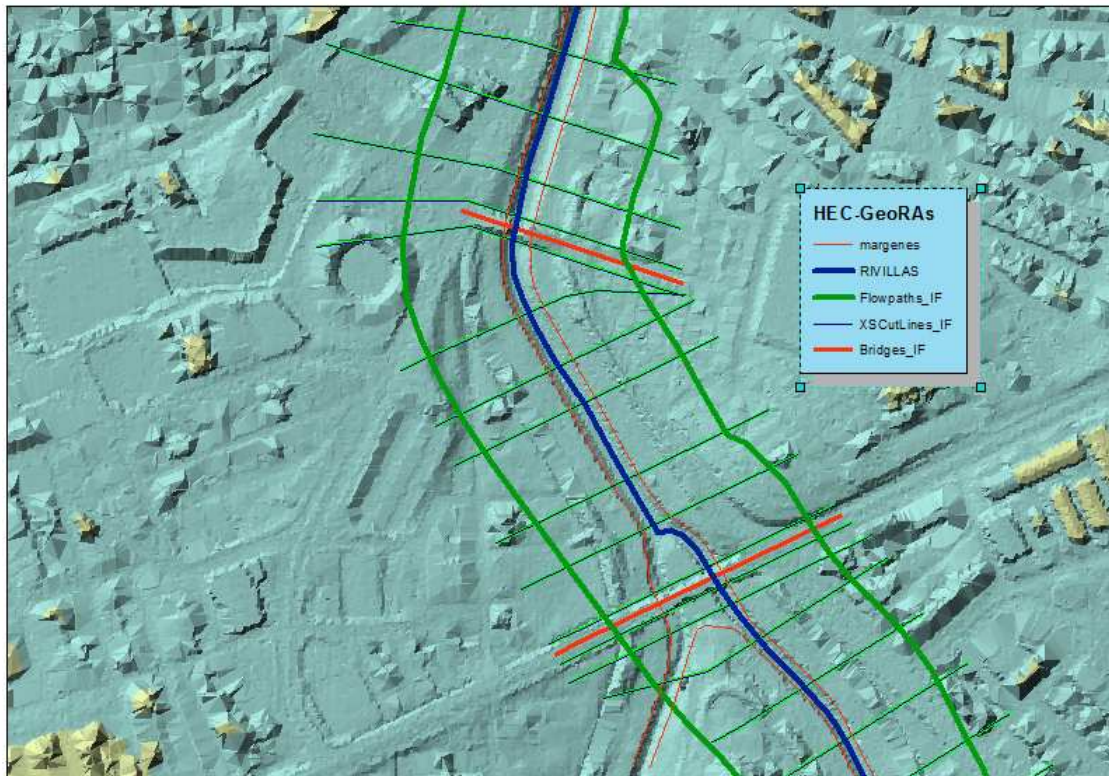 HEC-GeoRAs
margenes
RIVILLAS
Flowpaths_IF
XSCutLines_IF
Bridges_IF